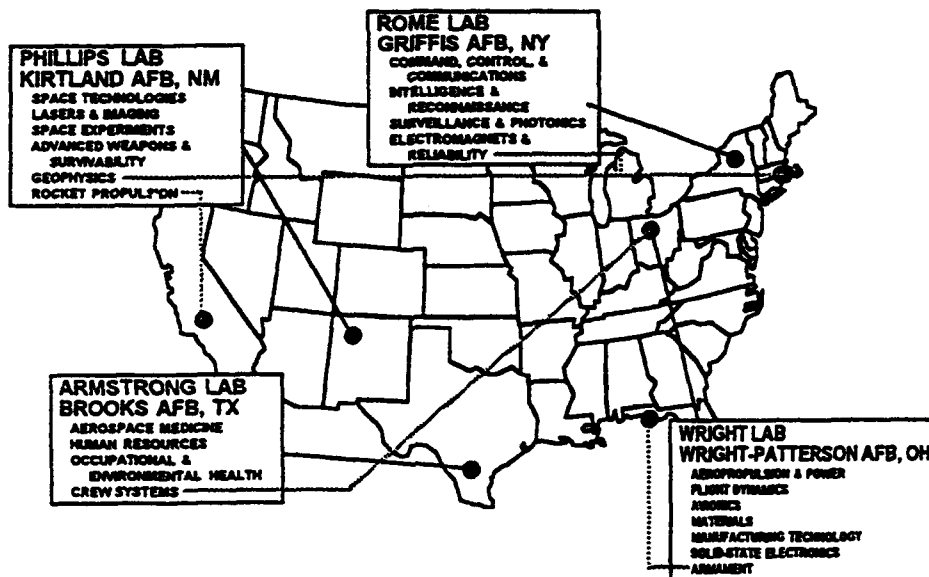 PHILLIPS LAB
KIRTLAND AFB, NM
SPACE TECHNOLOGIES
LASERS & IMAGING
SPACE EXPERIMENTS
ADVANCED WEAPONS &
SURVIVABILITY
GEOPHYSICS
ROCKET PROPULSION
ROME LAB
GRIFFIS AFB, NY
COMMAND, CONTROL, &
COMMUNICATIONS
INTELLIGENCE &
RECONNAISSANCE
SURVEILLANCE & PHOTONICS
ELECTROMAGNETS &
RELIABILITY
ARMSTRONG LAB
BROOKS AFB, TX
AEROSPACE MEDICINE
HUMAN RESOURCES
OCCUPATIONAL &
ENVIRONMENTAL HEALTH
CREW SYSTEMS
WRIGHT LAB
WRIGHT-PATTERSON AFB, OH
AEROPROPULSION & POWER
FLIGHT DYNAMICS
AVIONICS
MATERIALS
MANUFACTURING TECHNOLOGY
SOLID-STATE ELECTRONICS
ARMAMENT